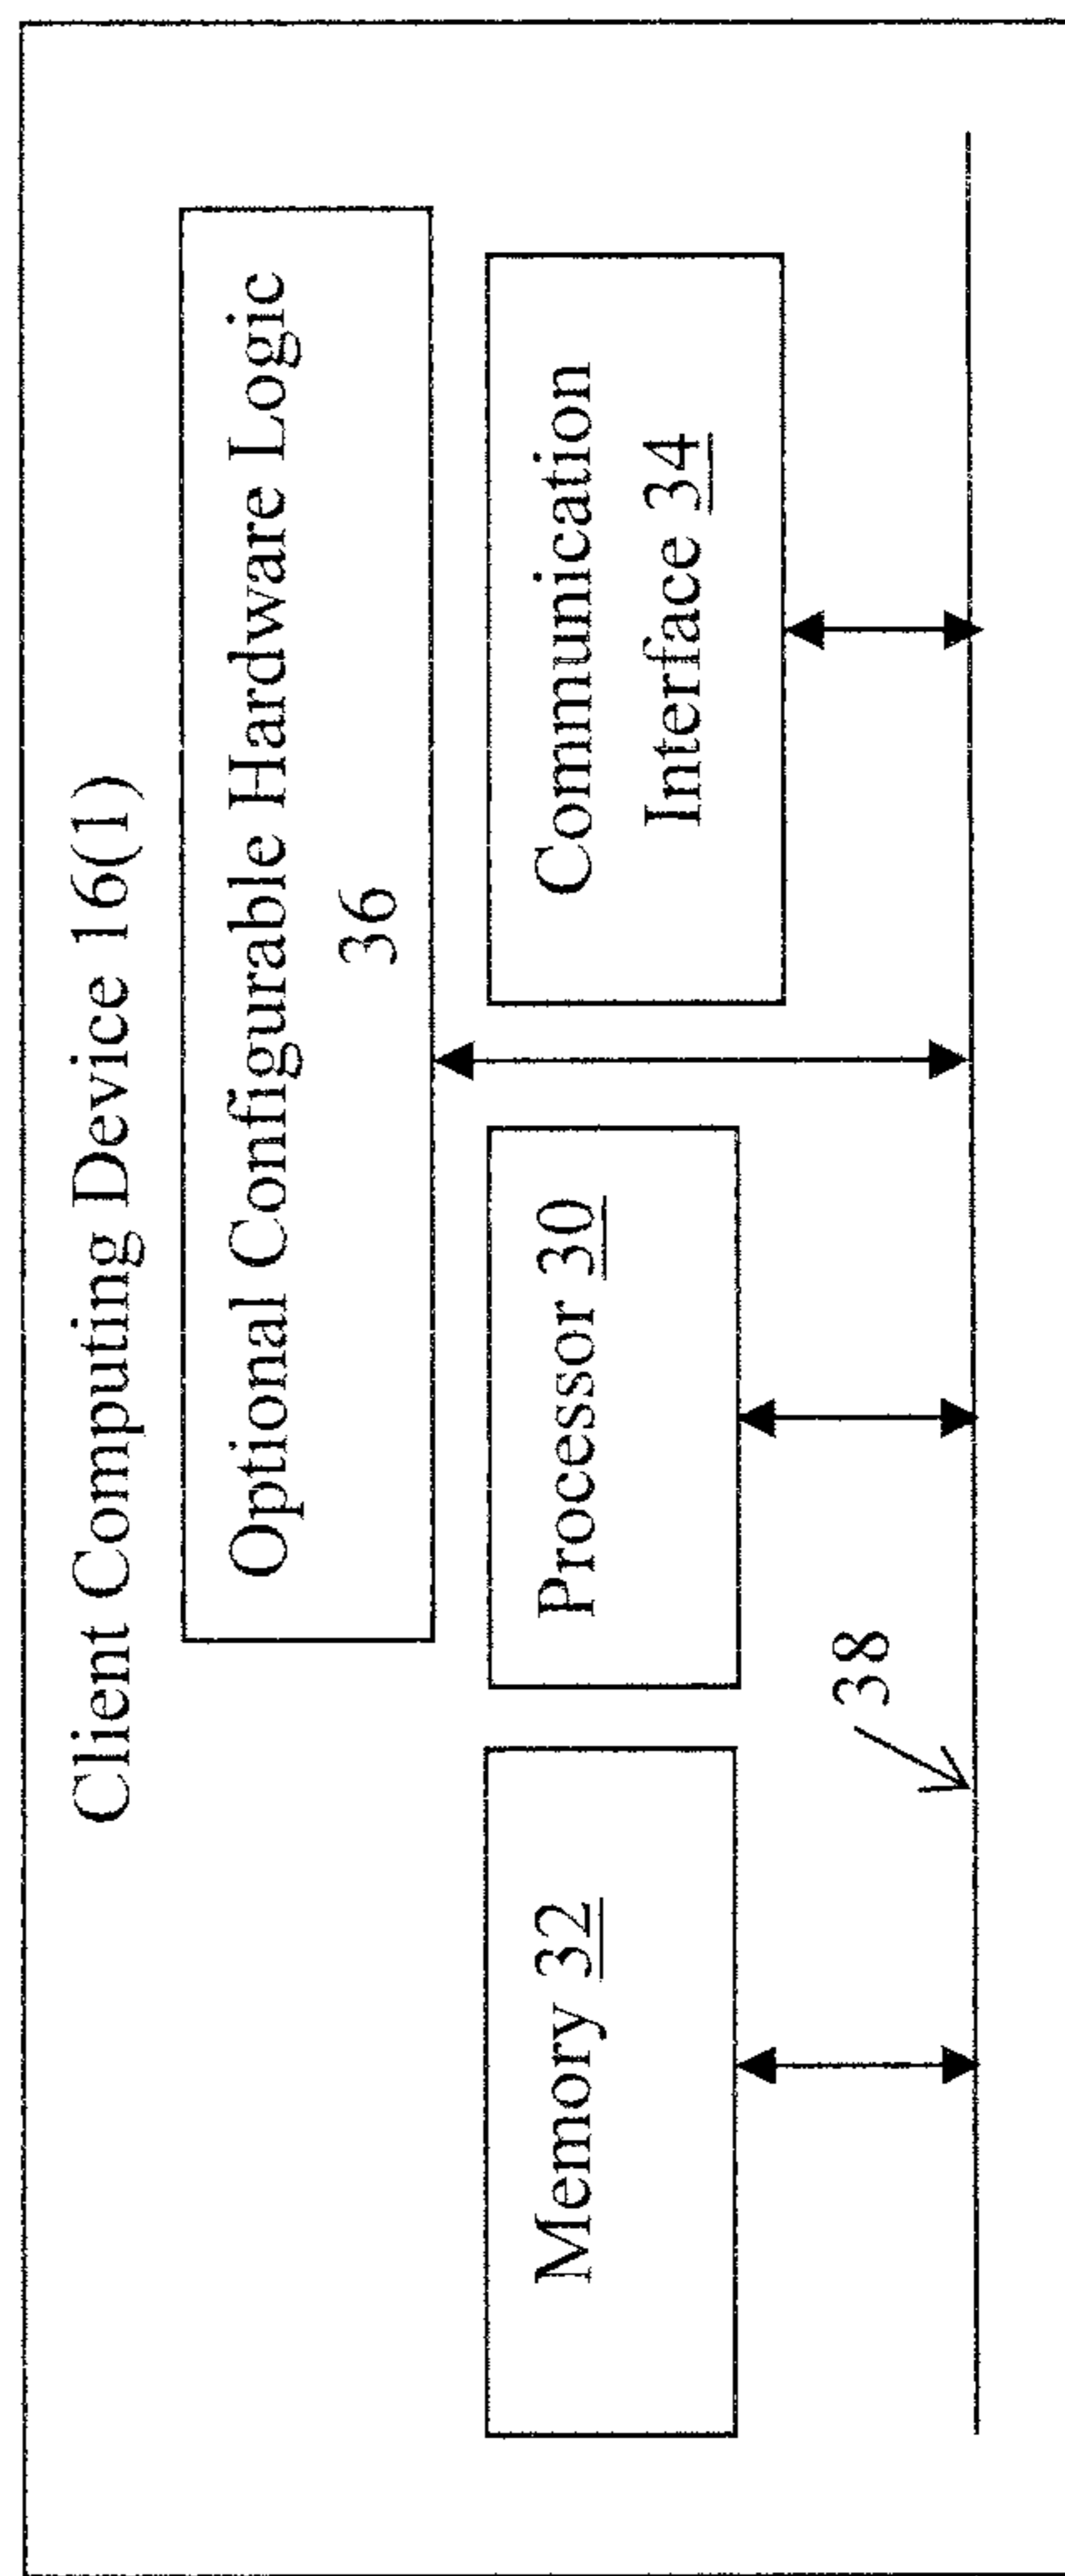 Client Computing Device 16(1)
Optional Configurable Hardware Logic
36
Memory 32
Processor 30
Communication
Interface 34
38